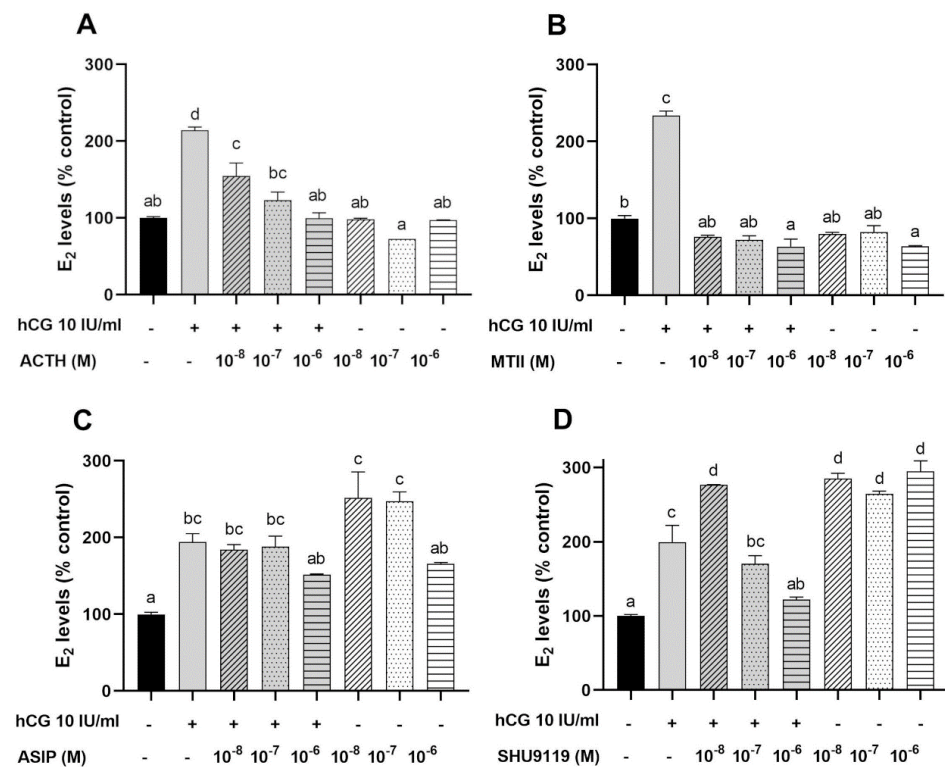 A
E₂ levels (% control)
300
200
100
0
ab d c bc ab ab a ab
hCG 10 IU/ml - + + + + - - -
ACTH (M) - - 10⁻⁸ 10⁻⁷ 10⁻⁶ 10⁻⁸ 10⁻⁷ 10⁻⁶
B
E₂ levels (% control)
300
200
100
0
b c ab ab a ab ab a
hCG 10 IU/ml - + + + + - - -
MTII (M) - - 10⁻⁸ 10⁻⁷ 10⁻⁶ 10⁻⁸ 10⁻⁷ 10⁻⁶
C
E₂ levels (% control)
300
200
100
0
a bc bc bc ab c c ab
hCG 10 IU/ml - + + + + - - -
ASIP (M) - - 10⁻⁸ 10⁻⁷ 10⁻⁶ 10⁻⁸ 10⁻⁷ 10⁻⁶
D
E₂ levels (% control)
300
200
100
0
a c d bc ab d d d
hCG 10 IU/ml - + + + + - - -
SHU9119 (M) - - 10⁻⁸ 10⁻⁷ 10⁻⁶ 10⁻⁸ 10⁻⁷ 10⁻⁶